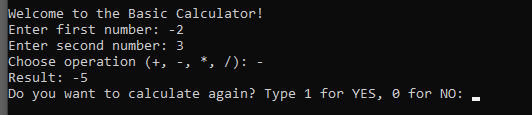 Welcome to the Basic Calculator!
Enter first number: -2
Enter second number: 3
Choose operation (+, -, *, /): -
Result: -5
Do you want to calculate again? Type 1 for YES, 0 for NO: